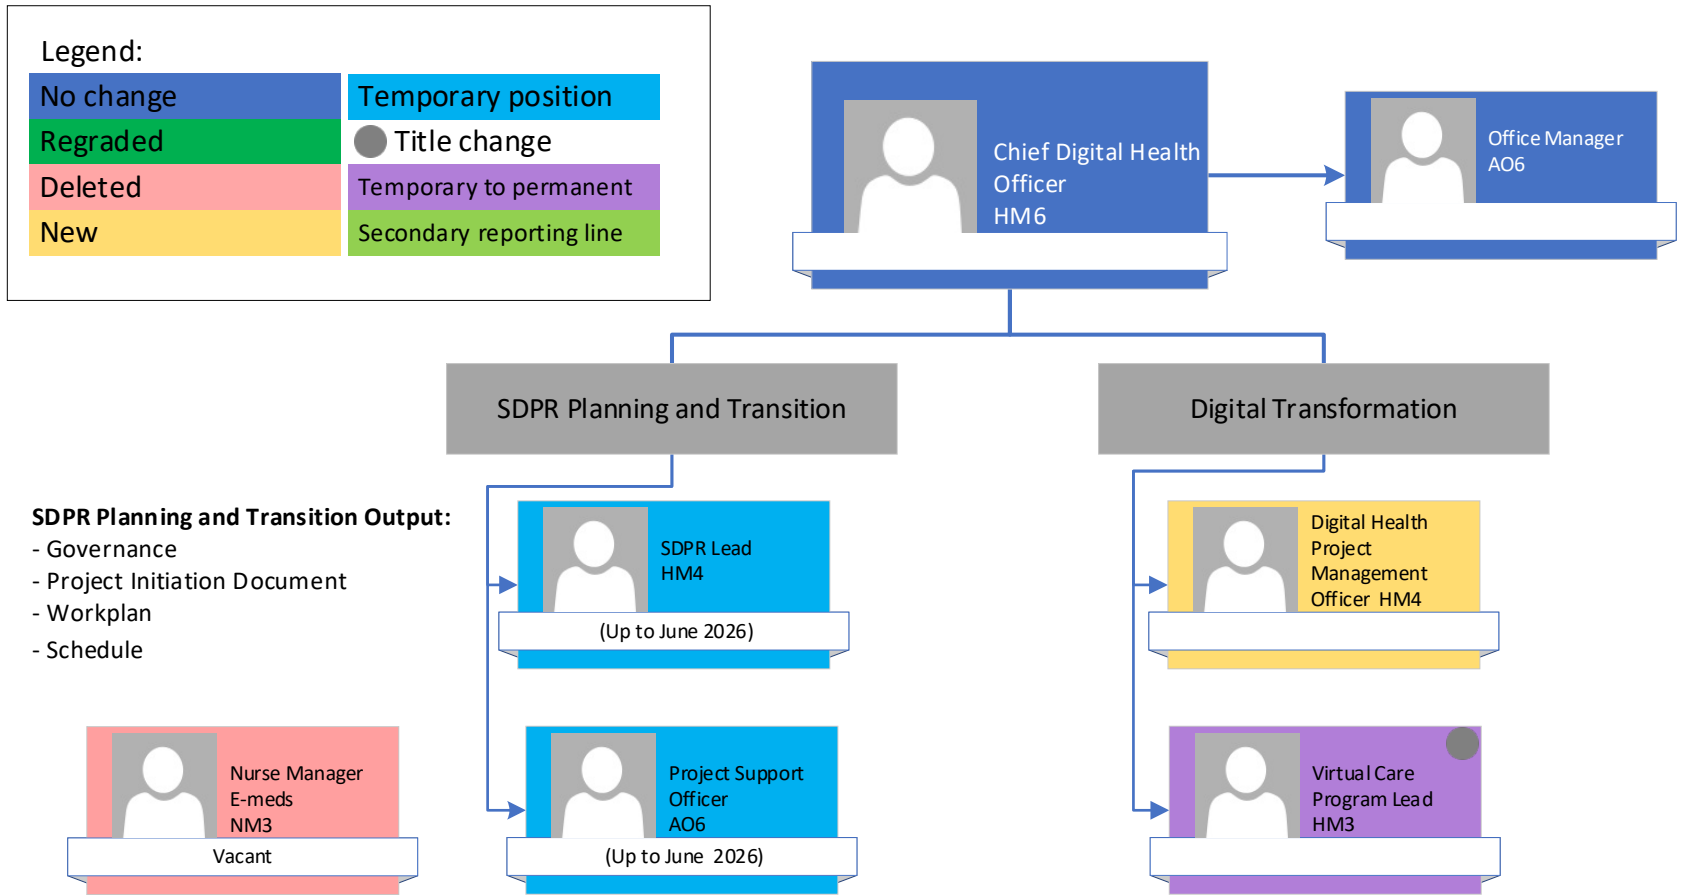 Legend:
No change
Temporary position
Regraded
Title change
Deleted
Temporary to permanent
New
Secondary reporting line
Chief Digital Health
Officer
HM6
Office Manager
AO6
SDPR Planning and Transition
Digital Transformation
SDPR Planning and Transition Output:
- Governance
- Project Initiation Document
- Workplan
- Schedule
SDPR Lead
HM4
(Up to June 2026)
Digital Health
Project
Management
Officer HM4
Nurse Manager
E-meds
NM3
Vacant
Project Support
Officer
AO6
(Up to June 2026)
Virtual Care
Program Lead
HM3